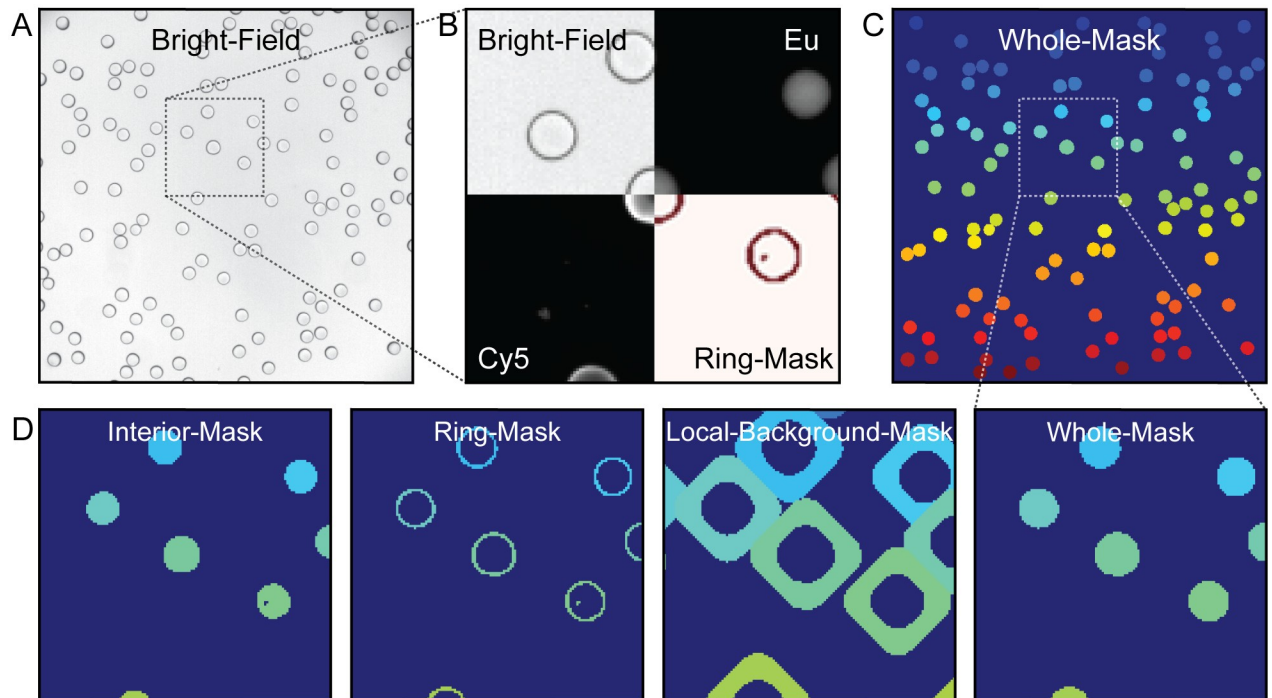 A
Bright-Field
B
Bright-Field
Eu
Cy5
Ring-Mask
C
Whole-Mask
D
Interior-Mask
Ring-Mask
Local-Background-Mask
Whole-Mask